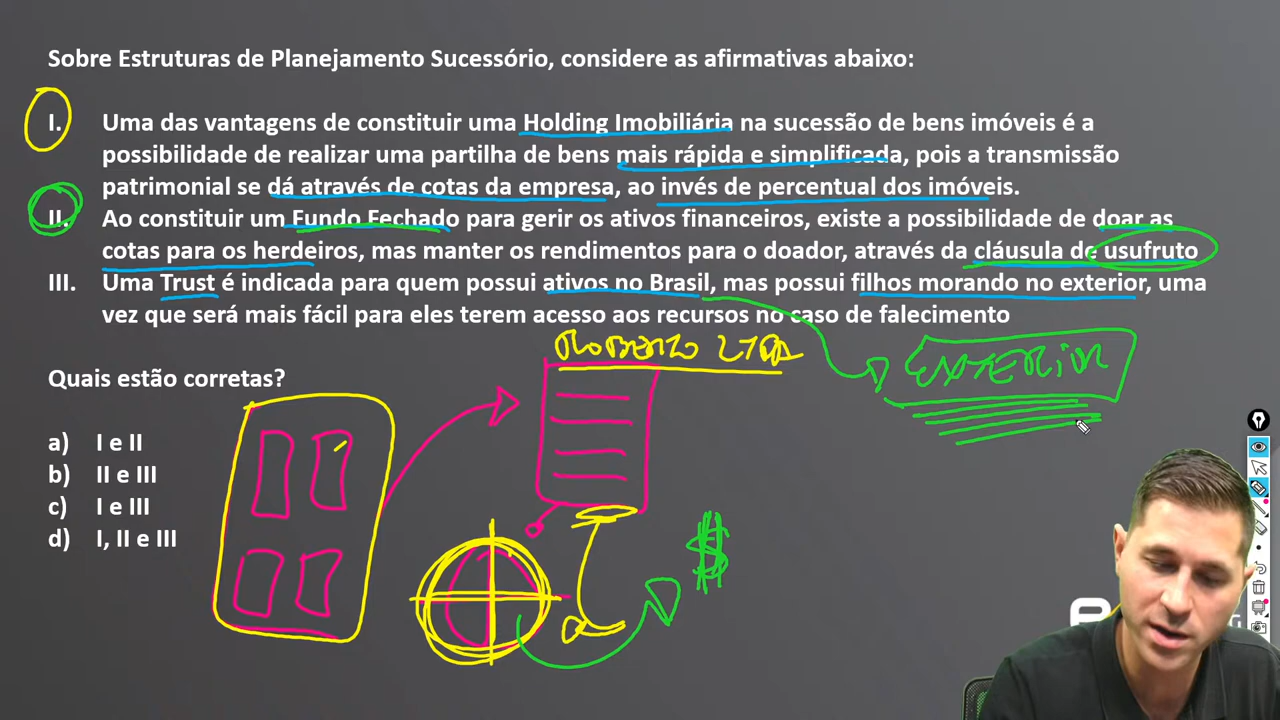 Sobre Estruturas de Planejamento Sucessório, considere as afirmativas abaixo:
I. Uma das vantagens de constituir uma Holding Imobiliária na sucessão de bens imóveis é a
possibilidade de realizar uma partilha de bens mais rápida e simplificada, pois a transmissão
patrimonial se dá através de cotas da empresa, ao invés de percentual dos imóveis.
II. Ao constituir um Fundo Fechado para gerir os ativos financeiros, existe a possibilidade de doar as
cotas para os herdeiros, mas manter os rendimentos para o doador, através da cláusula de usufruto
III. Uma Trust é indicada para quem possui ativos no Brasil, mas possui filhos morando no exterior, uma
vez que será mais fácil para eles terem acesso aos recursos no caso de falecimento
ROBERTO LTDA
EXTERIOR
Quais estão corretas?
a) I e II
b) II e III
c) I e III
d) I, II e III
$